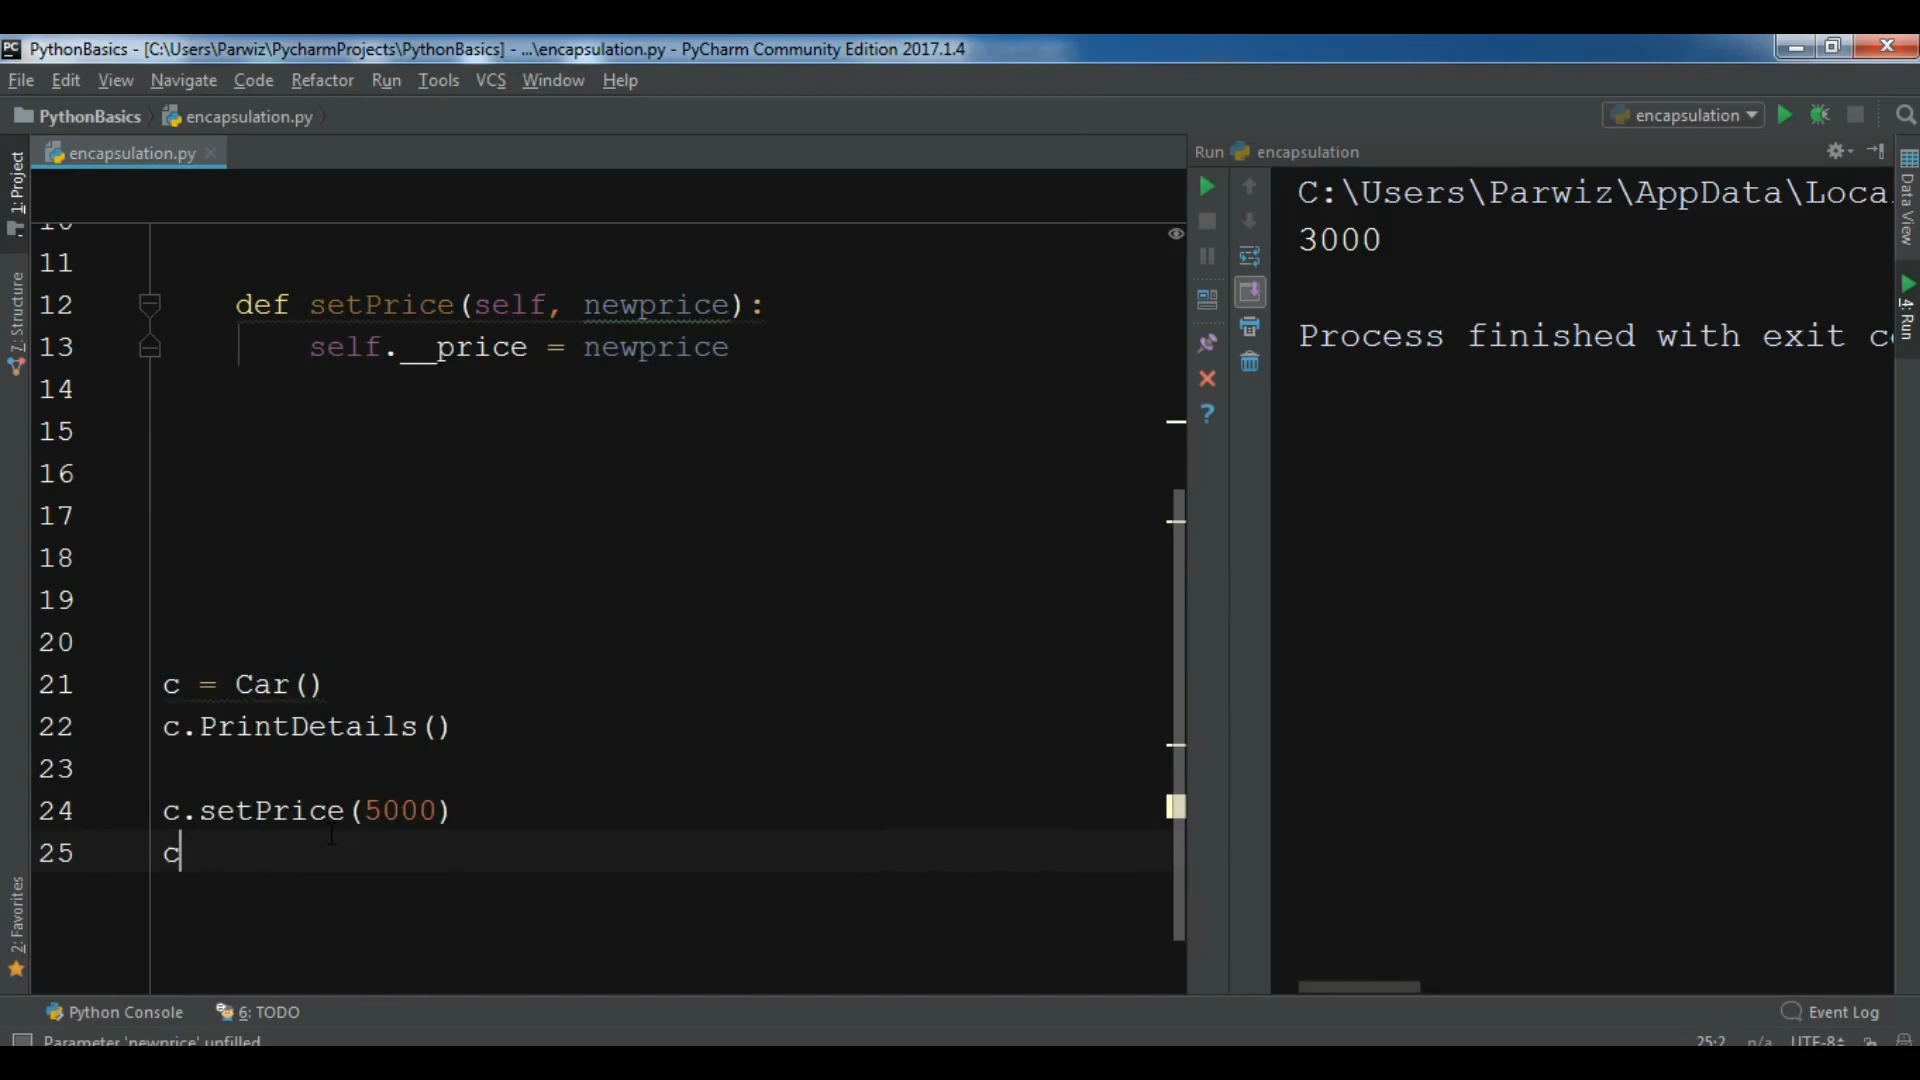 PC PythonBasics - [C:\Users\Parwiz\PycharmProjects\PythonBasics] - ...\encapsulation.py - PyCharm Community Edition 2017.1.4
File Edit View Navigate Code Refactor Run Tools VCS Window Help
PythonBasics encapsulation.py encapsulation
encapsulation.py
Run encapsulation
1: Project
7: Structure
2: Favorites
Data View
4: Run
11
12 def setPrice(self, newprice):
13 self.__price = newprice
14
15
16
17
18
19
20
21 c = Car()
22 c.PrintDetails()
23
24 c.setPrice(5000)
25 c
C:\Users\Parwiz\AppData\Loca
3000
Process finished with exit c
?
Python Console 6: TODO Event Log
Parameter 'newprice' unfilled 25:2 n/a UTF-8